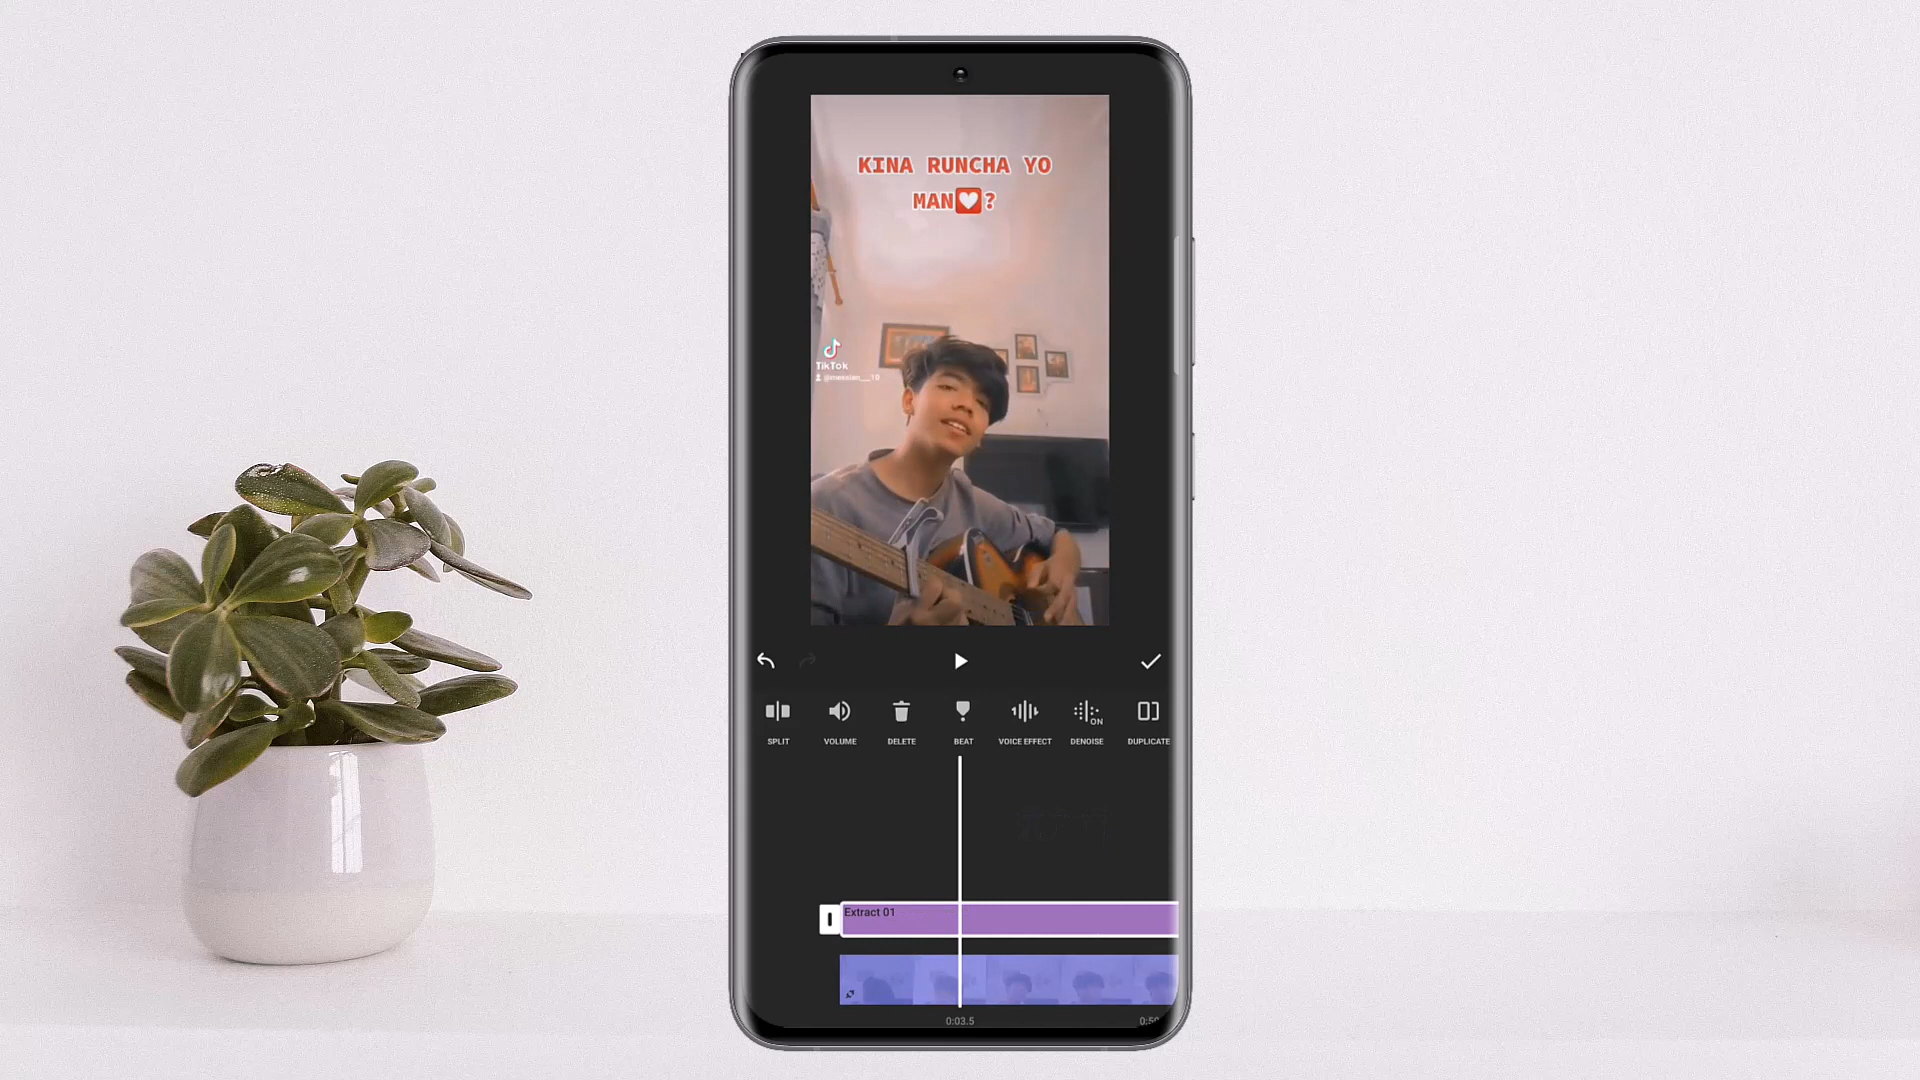 KINA RUNCHA YO
MAN💟?
TikTok
SPLIT
VOLUME
DELETE
BEAT
ON
VOICE EFFECT
DENOISE
DUPLICATE
Extract 01
0:03.5